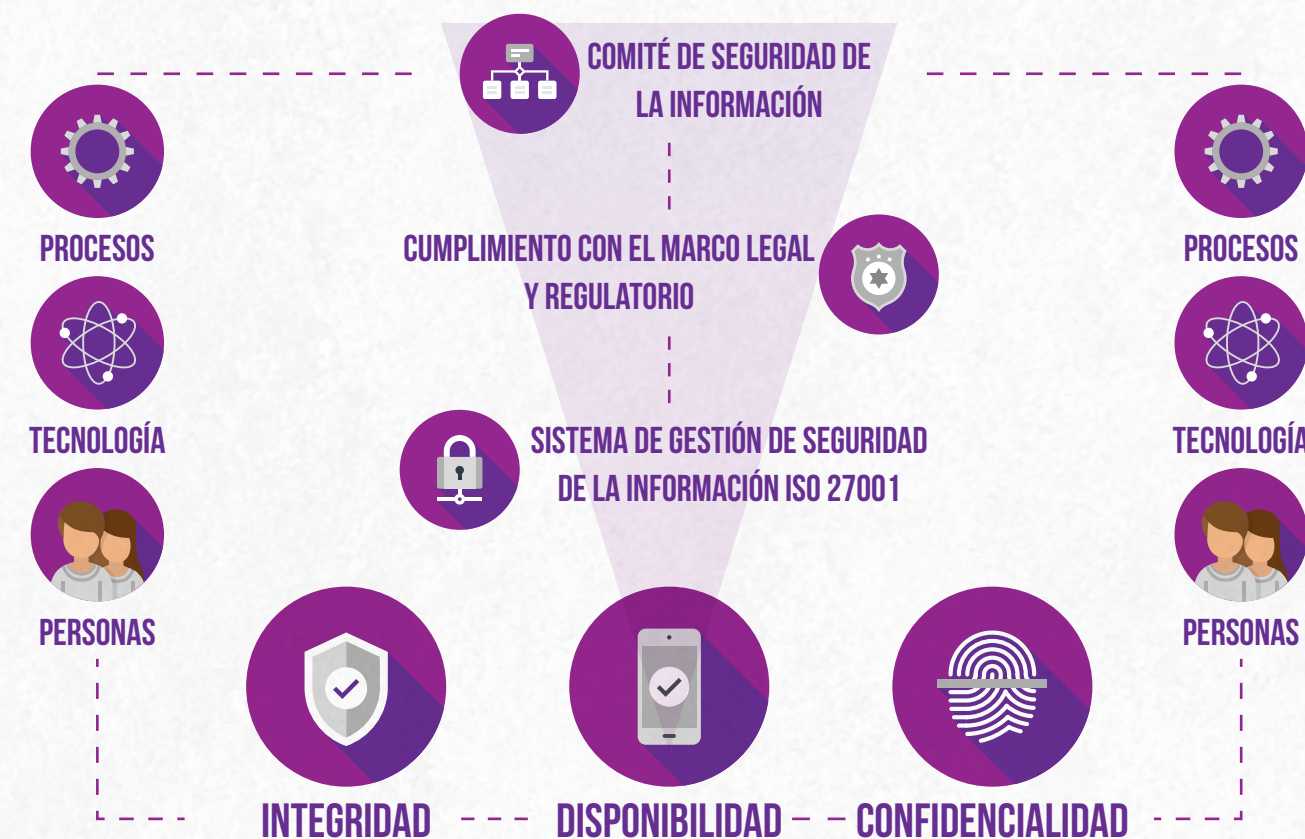 COMITÉ DE SEGURIDAD DE
LA INFORMACIÓN
PROCESOS
CUMPLIMIENTO CON EL MARCO LEGAL
Y REGULATORIO
PROCESOS
TECNOLOGÍA
SISTEMA DE GESTIÓN DE SEGURIDAD
DE LA INFORMACIÓN ISO 27001
TECNOLOGÍA
PERSONAS
PERSONAS
INTEGRIDAD
DISPONIBILIDAD
CONFIDENCIALIDAD